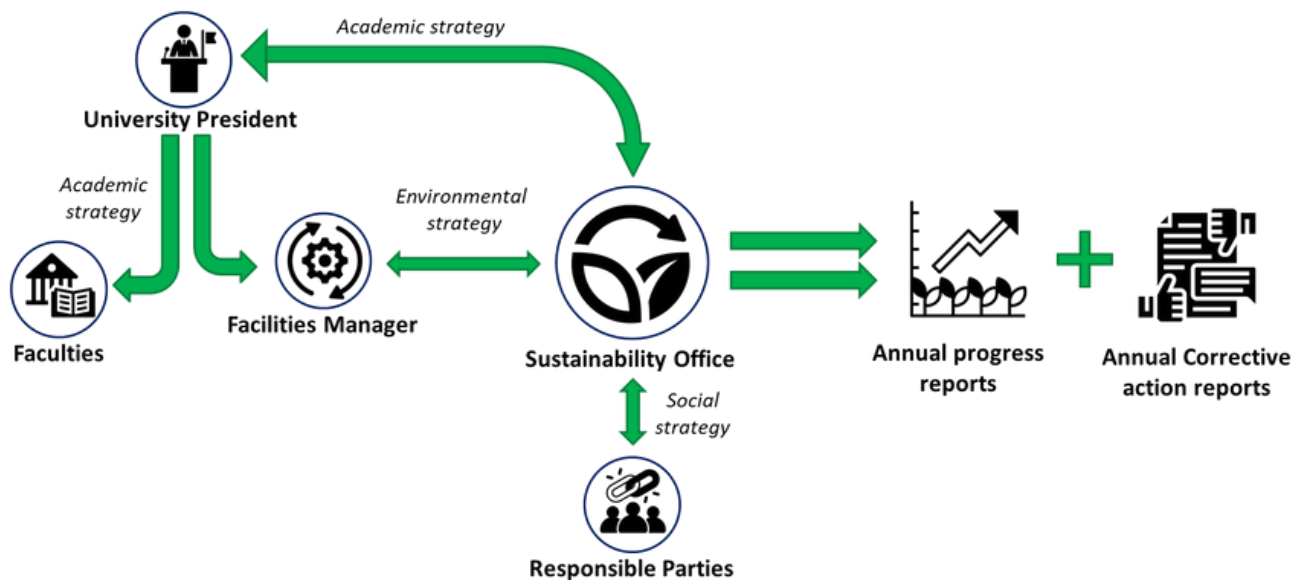 Academic strategy
University President
Academic
strategy
Environmental
strategy
Faculties
Facilities Manager
Sustainability Office
Annual progress
reports
Annual Corrective
action reports
Social
strategy
Responsible Parties